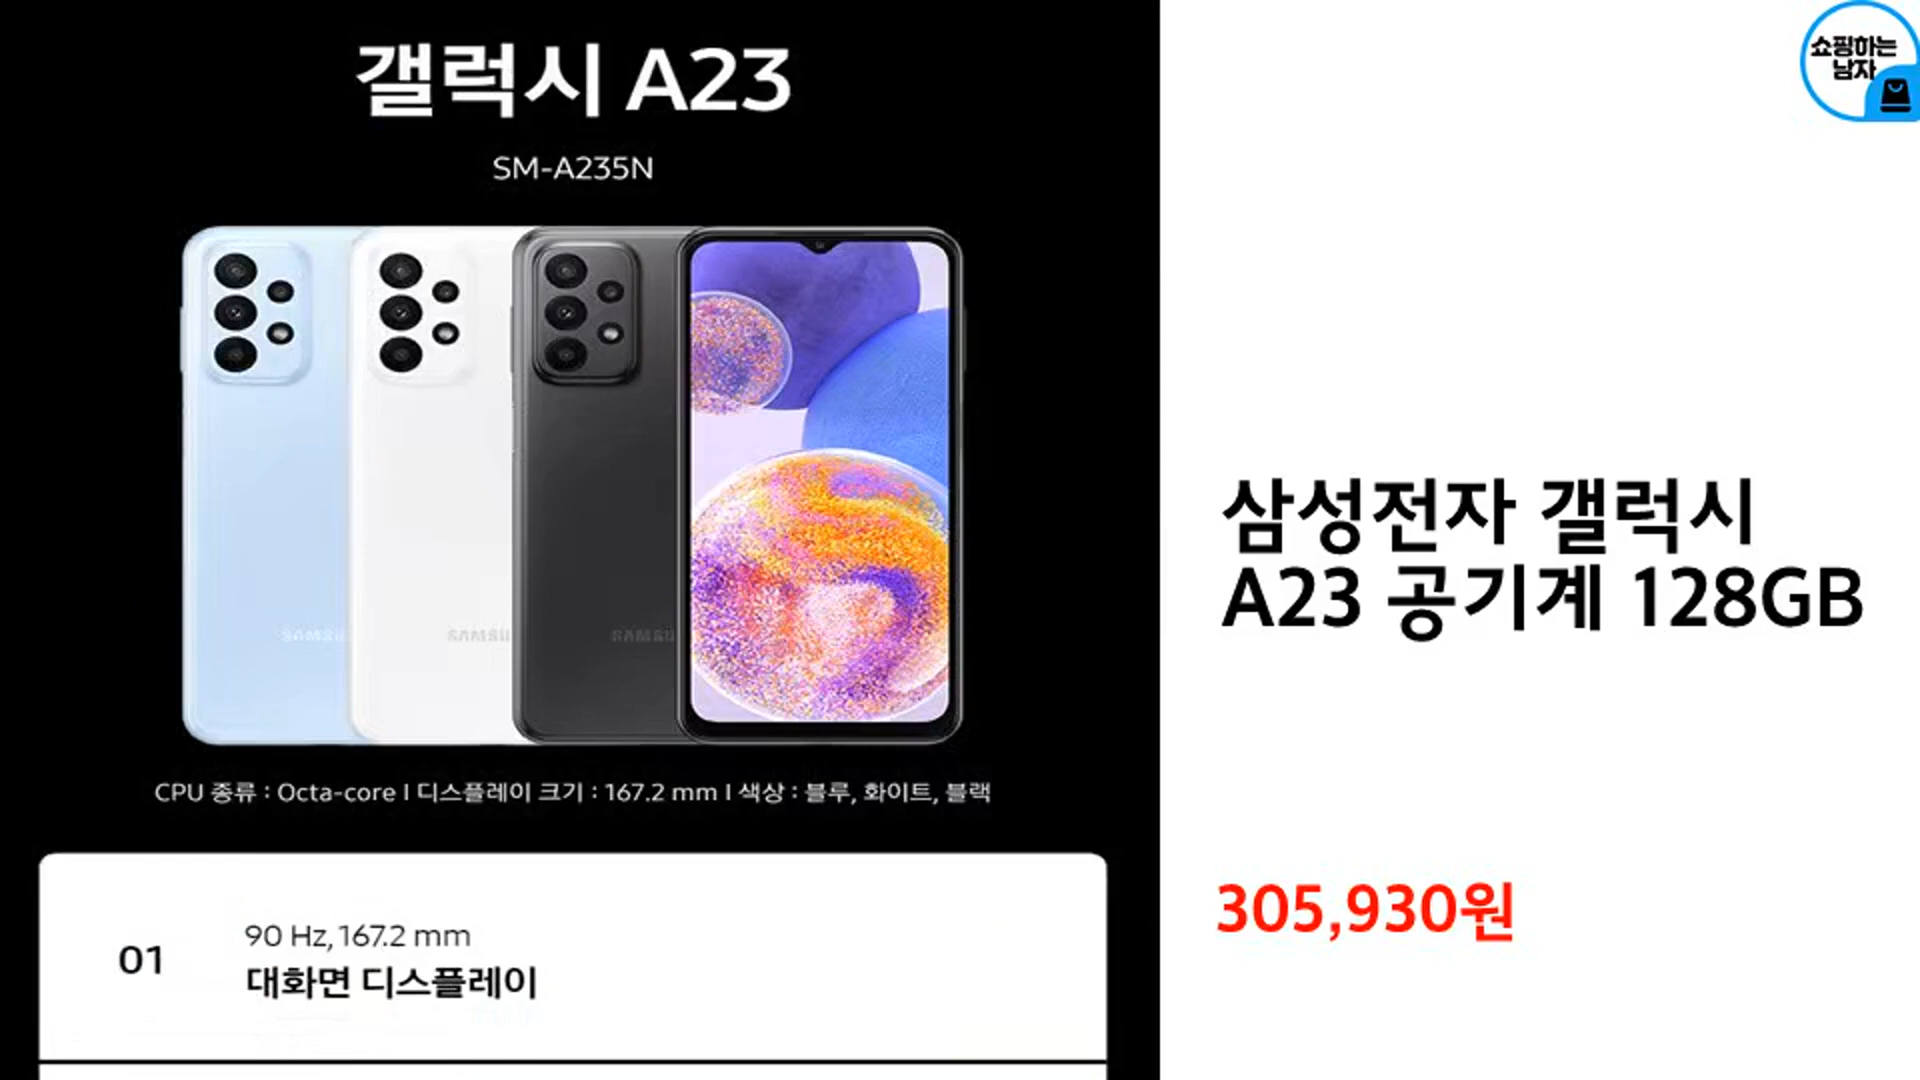 갤럭시 A23
SM-A235N
CPU 종류 : Octa-core I 디스플레이 크기 : 167.2 mm I 색상 : 블루, 화이트, 블랙
01
90 Hz, 167.2 mm
대화면 디스플레이
쇼핑하는
남자
삼성전자 갤럭시
A23 공기계 128GB
305,930원